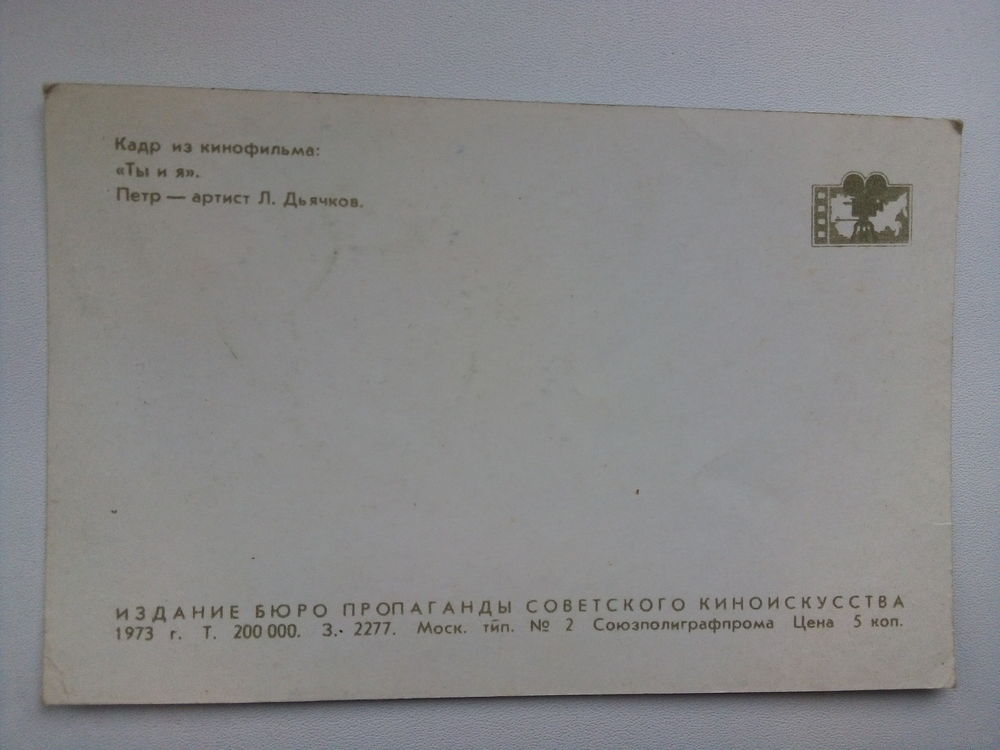 Кадр из кинофильма:
«Ты и я».
Петр — артист Л. Дьячков.
ИЗДАНИЕ БЮРО ПРОПАГАНДЫ СОВЕТСКОГО КИНОИСКУССТВА
1973 г. Т. 200 000. З. 2277. Моск. тип. № 2 Союзполиграфпрома Цена 5 коп.